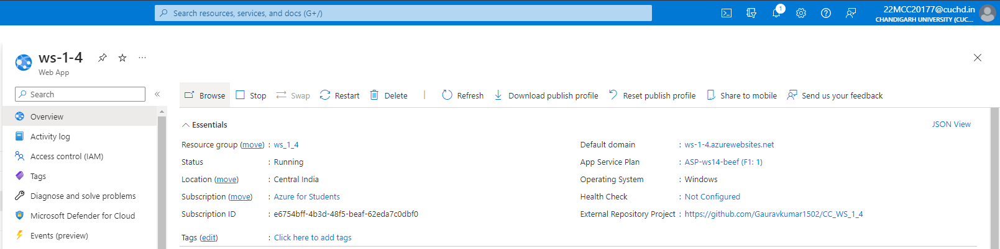 Search resources, services, and docs (G+/)
1
22MCC20177@cuchd.in
CHANDIGARH UNIVERSITY (CUC...
ws-1-4
...
Web App
Search
«
Overview
Activity log
Access control (IAM)
Tags
Diagnose and solve problems
Microsoft Defender for Cloud
Events (preview)
Browse Stop Swap Restart Delete | Refresh Download publish profile Reset publish profile Share to mobile Send us your feedback
Essentials
JSON View
Resource group (move) : ws_1_4
Status : Running
Location (move) : Central India
Subscription (move) : Azure for Students
Subscription ID : e6754bff-4b3d-48f5-beaf-62eda7c0dbf0
Tags (edit) : Click here to add tags
Default domain : ws-1-4.azurewebsites.net
App Service Plan : ASP-ws14-beef (F1: 1)
Operating System : Windows
Health Check : Not Configured
External Repository Project : https://github.com/Gauravkumar1502/CC_WS_1_4